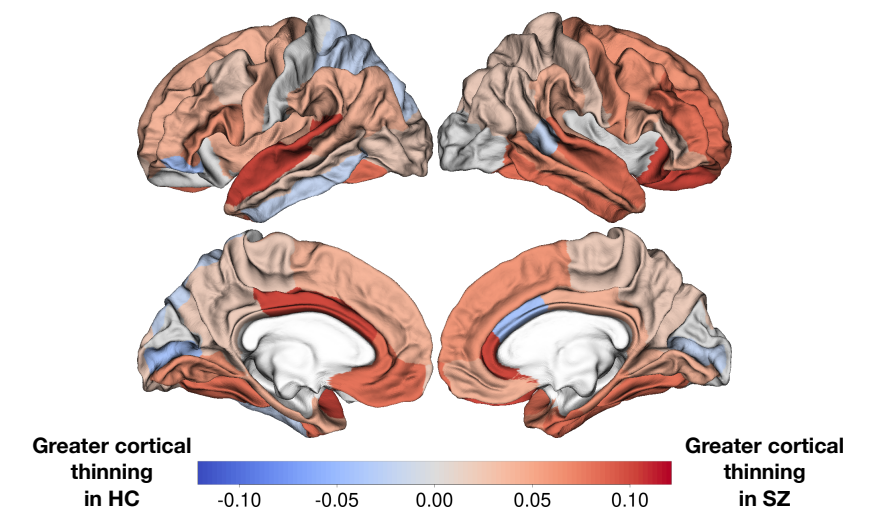 Greater cortical
thinning
in HC
-0.10 -0.05 0.00 0.05 0.10
Greater cortical
thinning
in SZ